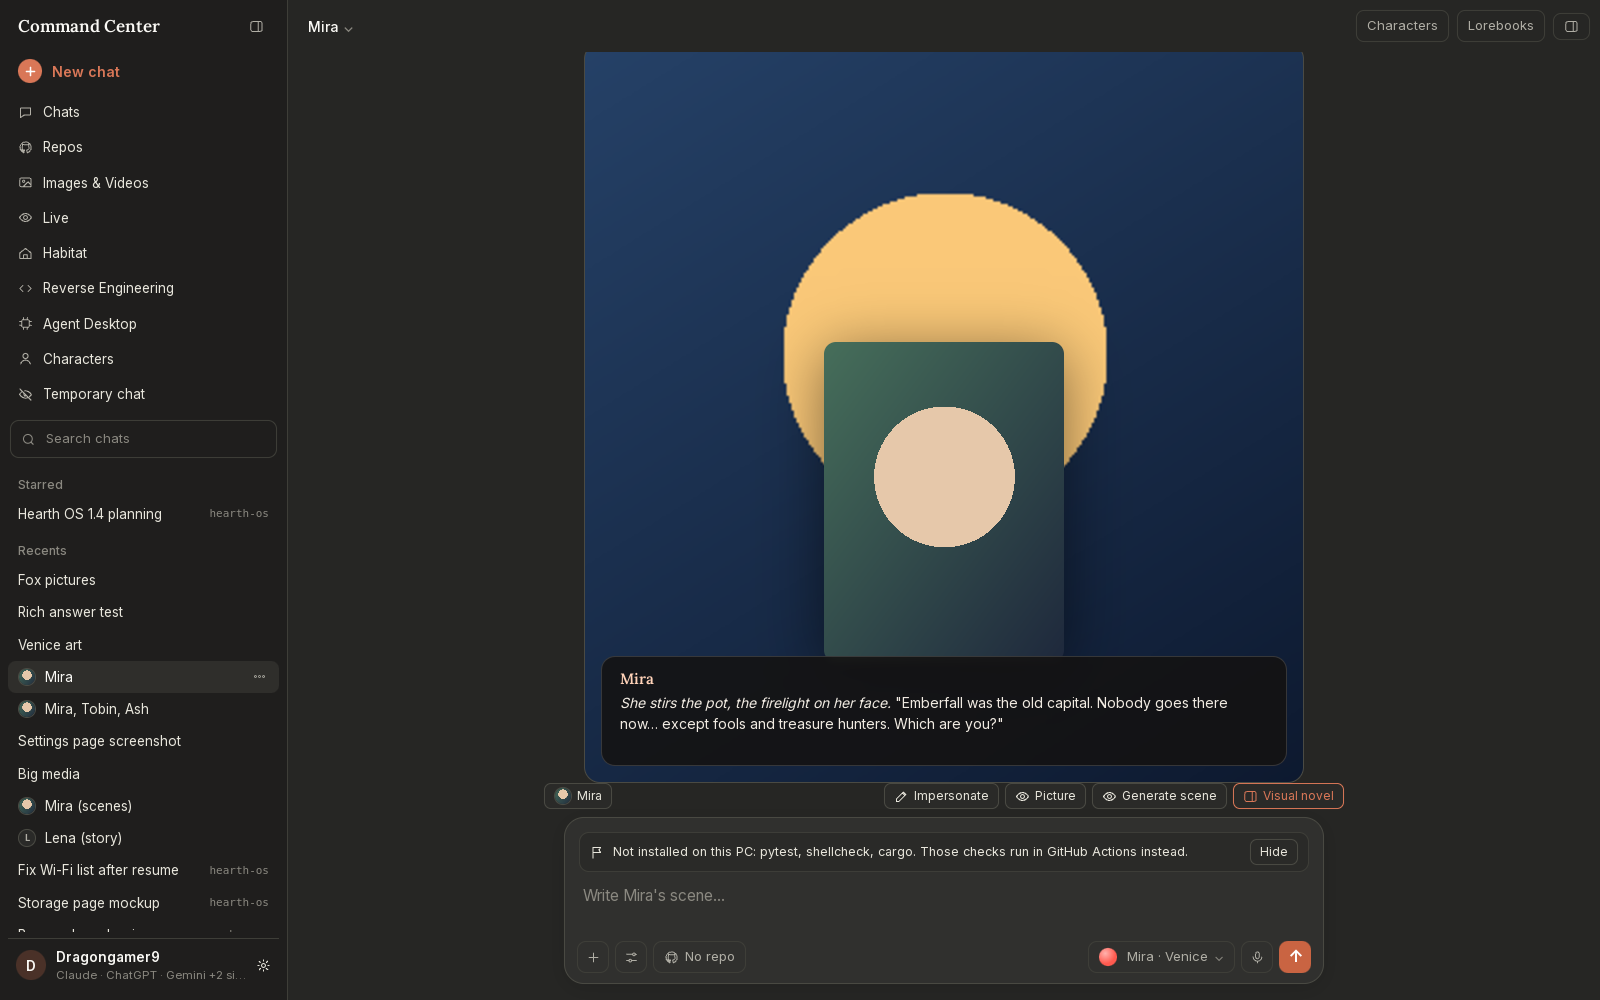 Command Center
New chat
Chats
Repos
Images & Videos
Live
Habitat
Reverse Engineering
Agent Desktop
Characters
Temporary chat
Search chats
Starred
Hearth OS 1.4 planning hearth-os
Recents
Fox pictures
Rich answer test
Venice art
Mira
Mira, Tobin, Ash
Settings page screenshot
Big media
Mira (scenes)
L Lena (story)
Fix Wi-Fi list after resume hearth-os
Storage page mockup hearth-os
D Dragongamer9
Claude · ChatGPT · Gemini +2 si...
Mira
Characters Lorebooks
Mira
She stirs the pot, the firelight on her face. "Emberfall was the old capital. Nobody goes there
now... except fools and treasure hunters. Which are you?"
Mira Impersonate Picture Generate scene Visual novel
Not installed on this PC: pytest, shellcheck, cargo. Those checks run in GitHub Actions instead. Hide
Write Mira's scene...
No repo Mira · Venice